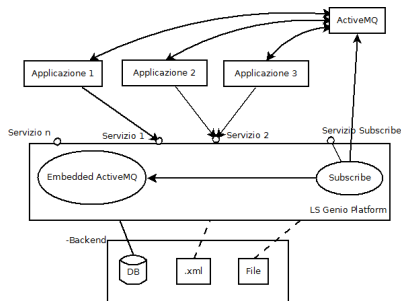 ActiveMQ
Applicazione 1
Applicazione 2
Applicazione 3
Servizio n
Servizio 1
Servizio 2
Servizio Subscribe
Embedded ActiveMQ
Subscribe
LS Genio Platform
-Backend
DB
.xml
File